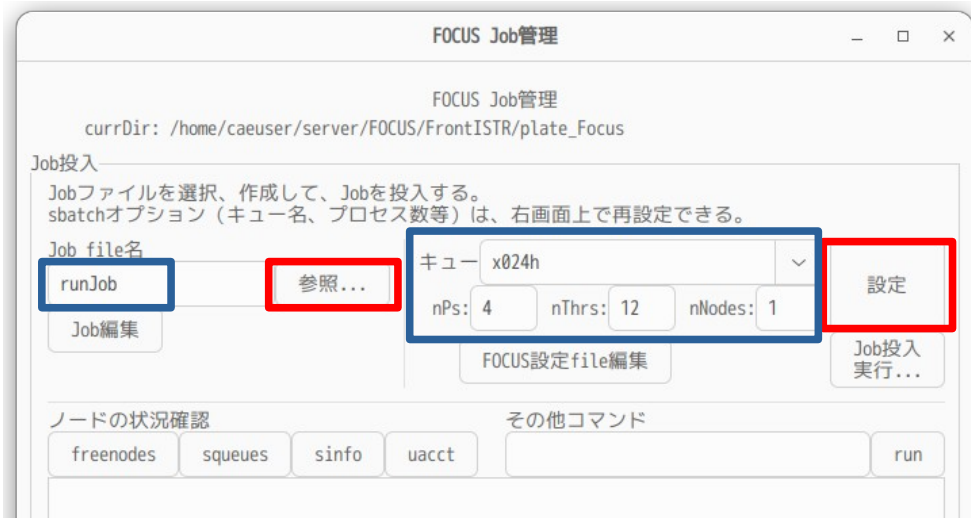 FOCUS Job管理
FOCUS Job管理
currDir: /home/caeuser/server/FOCUS/FrontISTR/plate_Focus
Job投入
Jobファイルを選択、作成して、Jobを投入する。
sbatchオプション（キュー名、プロセス数等）は、右画面上で再設定できる。
Job file名
runJob
参照...
Job編集
キュー x024h
nPs: 4 nThrs: 12 nNodes: 1
設定
FOCUS設定file編集
Job投入
実行...
ノードの状況確認
freenodes squeues sinfo uacct
その他コマンド
run